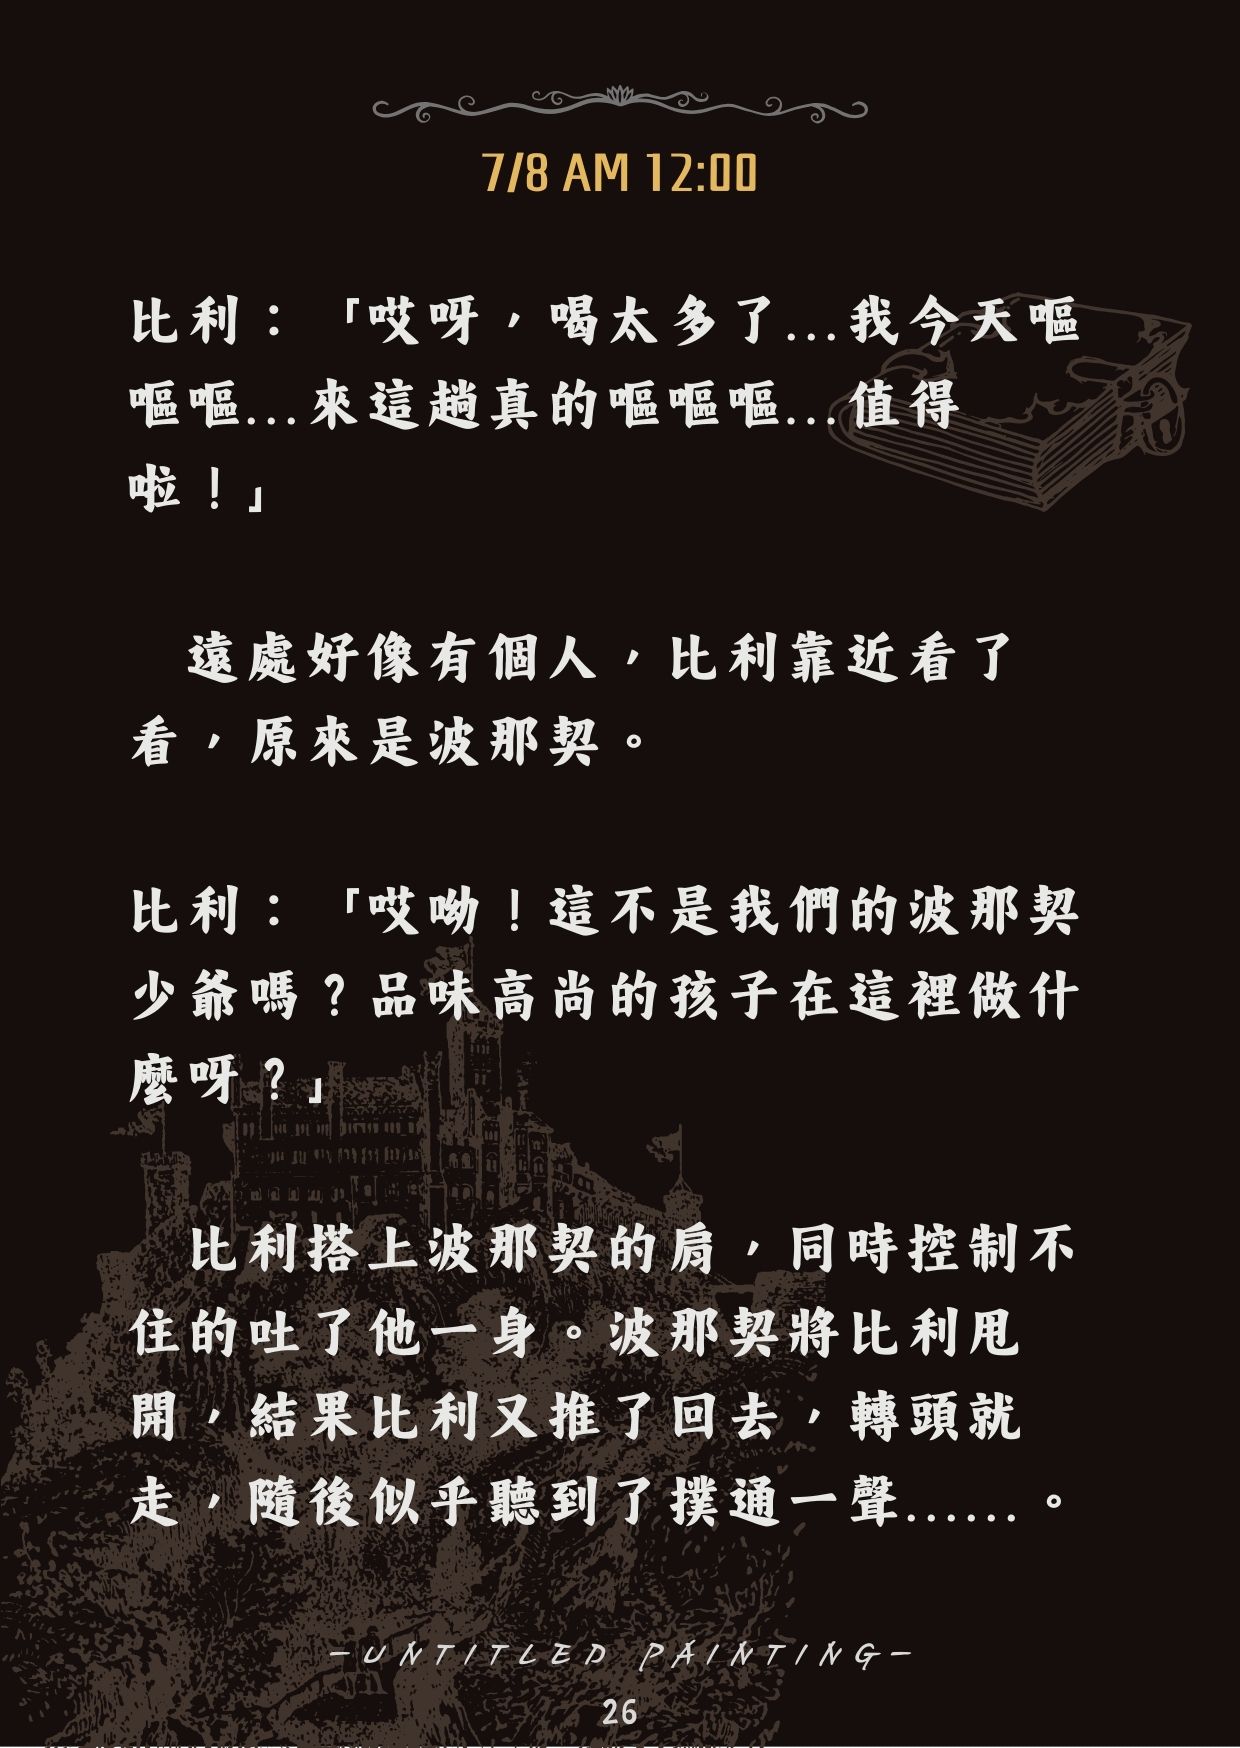 7/8 AM 12:00
比利：「哎呀，喝太多了...我今天嘔
嘔嘔...來這趟真的嘔嘔嘔...值得
啦！」
遠處好像有個人，比利靠近看了
看，原來是波那契。
比利：「哎呦！這不是我們的波那契
少爺嗎？品味高尚的孩子在這裡做什
麼呀？」
比利搭上波那契的肩，同時控制不
住的吐了他一身。波那契將比利甩
開，結果比利又推了回去，轉頭就
走，隨後似乎聽到了撲通一聲......。
-UNTITLED PAINTING-
26